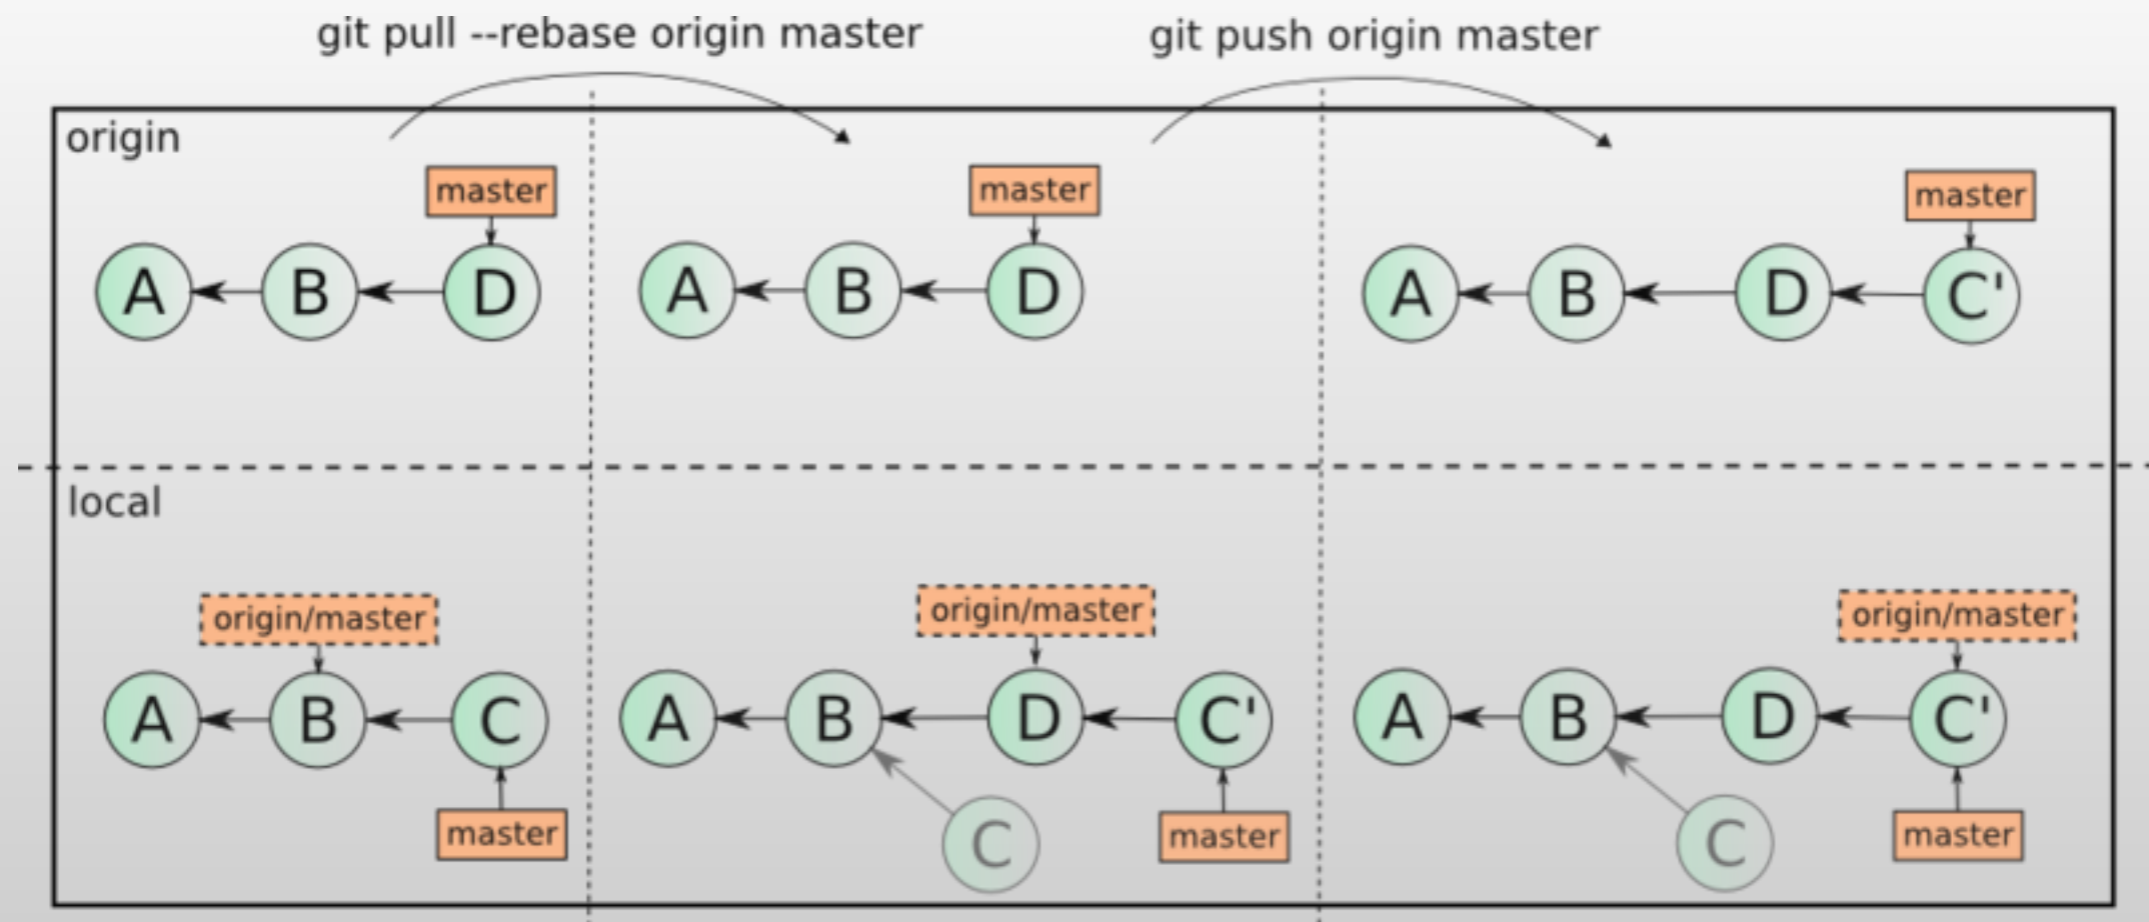 git pull --rebase origin master
git push origin master
origin
master
master
master
A B D
A B D
A B D C'
local
origin/master
origin/master
origin/master
A B C
A B D C'
A B D C'
master
C
master
C
master